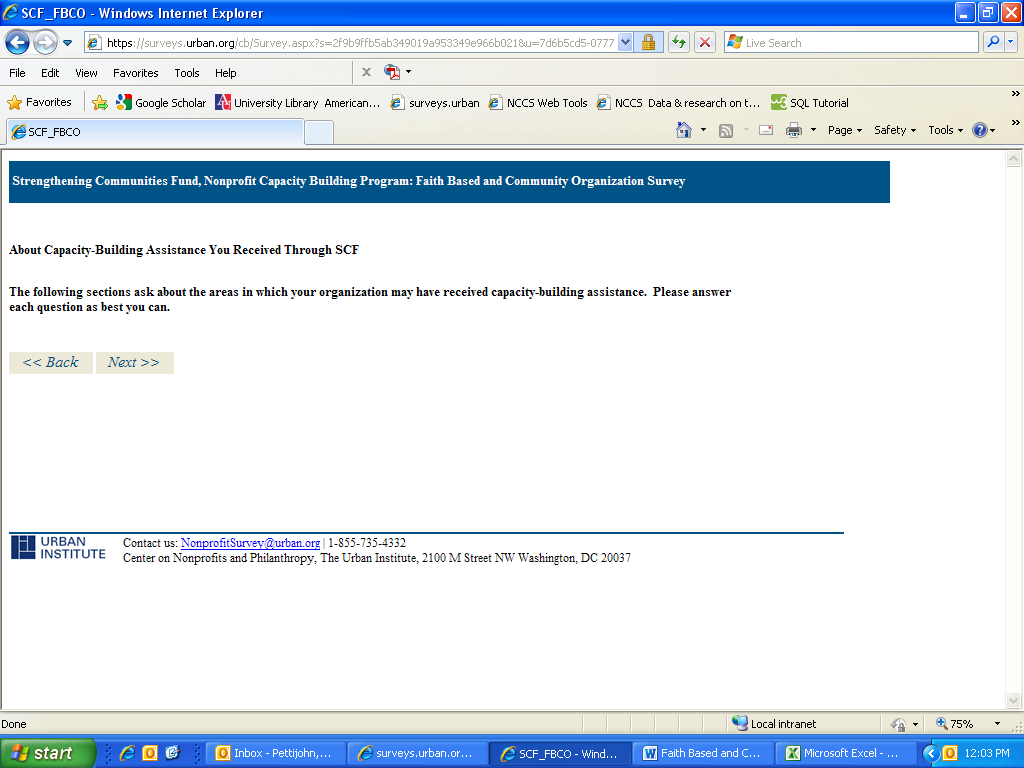 SCF_FBCO - Windows Internet Explorer
https://surveys.urban.org/cb/Survey.aspx?s=2f9b9ffb5ab349019a953349e966b021&u=7d6b5cd5-0777
Live Search
File Edit View Favorites Tools Help
Favorites Google Scholar University Library American... surveys.urban NCCS Web Tools NCCS Data & research on t... SQL Tutorial
SCF_FBCO
Page Safety Tools
Strengthening Communities Fund, Nonprofit Capacity Building Program: Faith Based and Community Organization Survey
About Capacity-Building Assistance You Received Through SCF
The following sections ask about the areas in which your organization may have received capacity-building assistance. Please answer
each question as best you can.
<< Back Next >>
URBAN
INSTITUTE
Contact us: NonprofitSurvey@urban.org | 1-855-735-4332
Center on Nonprofits and Philanthropy, The Urban Institute, 2100 M Street NW Washington, DC 20037
Done
Local intranet
75%
start
Inbox - Pettijohn,...
surveys.urban.or...
SCF_FBCO - Wind...
Faith Based and C...
Microsoft Excel - ...
12:03 PM